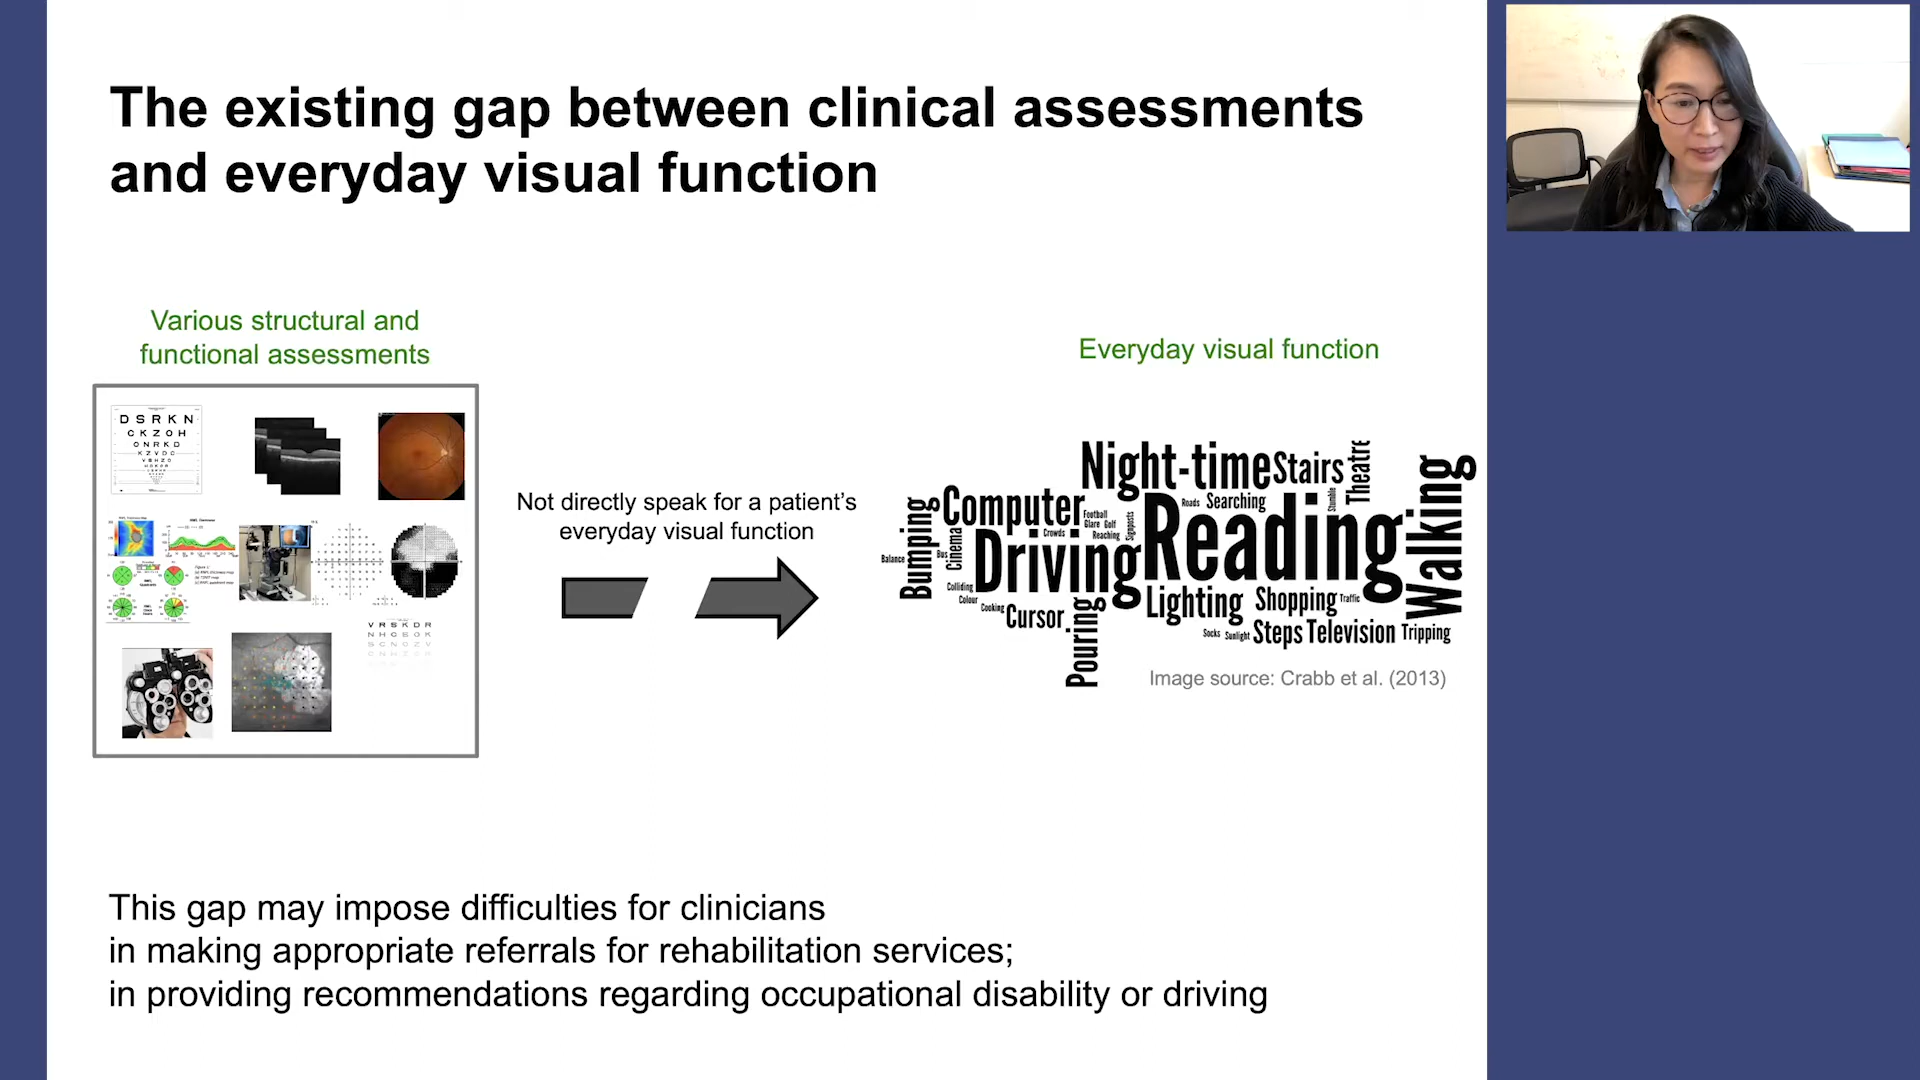 The existing gap between clinical assessments
and everyday visual function
Various structural and
functional assessments
Everyday visual function
D S R K N
C K Z O H
O N R K D
K Z V D C
V S H Z O
Not directly speak for a patient's
everyday visual function
V R S K D R
N H C S O K
S C N O Z V
Night-time
Stairs
Theatre
Walking
Computer
Football
Glare
Golf
Crowds
Reaching
Signposts
Roads
Searching
Stumble
Reading
Bumping
Balance
Bus
Cinema
Driving
Colliding
Colour
Cooking
Cursor
Pouring
Lighting
Shopping
Traffic
Socks
Sunlight
Steps
Television
Tripping
Image source: Crabb et al. (2013)
This gap may impose difficulties for clinicians
in making appropriate referrals for rehabilitation services;
in providing recommendations regarding occupational disability or driving